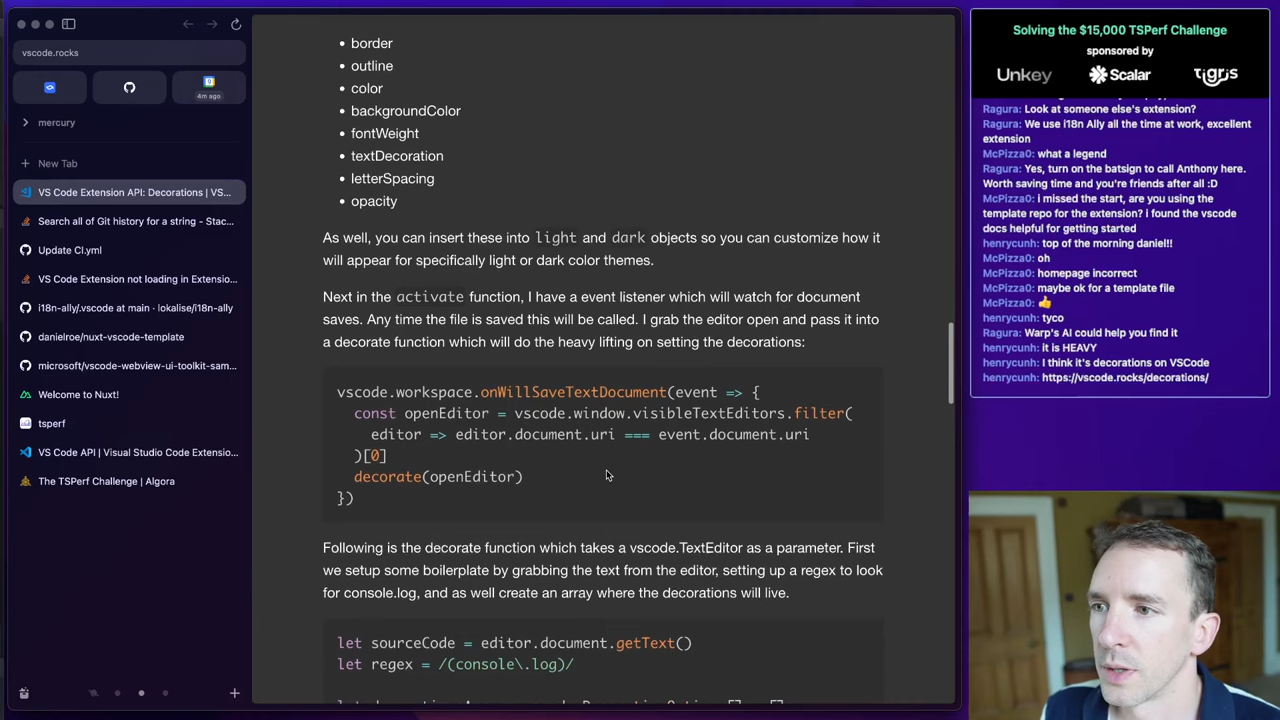 vscode.rocks
4m ago
mercury
New Tab
VS Code Extension API: Decorations | VS...
Search all of Git history for a string - Stac...
Update CI.yml
VS Code Extension not loading in Extensio...
i18n-ally/.vscode at main · lokalise/i18n-ally
danielroe/nuxt-vscode-template
microsoft/vscode-webview-ui-toolkit-sam...
Welcome to Nuxt!
tsperf
VS Code API | Visual Studio Code Extensio...
The TSPerf Challenge | Algora
• border
• outline
• color
• backgroundColor
• fontWeight
• textDecoration
• letterSpacing
• opacity
As well, you can insert these into light and dark objects so you can customize how it
will appear for specifically light or dark color themes.
Next in the activate function, I have a event listener which will watch for document
saves. Any time the file is saved this will be called. I grab the editor open and pass it into
a decorate function which will do the heavy lifting on setting the decorations:
vscode.workspace.onWillSaveTextDocument(event => {
const openEditor = vscode.window.visibleTextEditors.filter(
editor => editor.document.uri === event.document.uri
)[0]
decorate(openEditor)
})
Following is the decorate function which takes a vscode.TextEditor as a parameter. First
we setup some boilerplate by grabbing the text from the editor, setting up a regex to look
for console.log, and as well create an array where the decorations will live.
let sourceCode = editor.document.getText()
let regex = /(console\.log)/
Solving the $15,000 TSPerf Challenge
sponsored by
Unkey Scalar tigris
Ragura: Look at someone else's extension?
Ragura: We use i18n Ally all the time at work, excellent
extension
McPizza0: what a legend
Ragura: Yes, turn on the batsign to call Anthony here.
Worth saving time and you're friends after all :D
McPizza0: i missed the start, are you using the
template repo for the extension? i found the vscode
docs helpful for getting started
henrycunh: top of the morning daniel!!
McPizza0: oh
McPizza0: homepage incorrect
McPizza0: maybe ok for a template file
McPizza0: 👍
henrycunh: tyco
Ragura: Warp's AI could help you find it
henrycunh: it is HEAVY
henrycunh: I think it's decorations on VSCode
henrycunh: https://vscode.rocks/decorations/